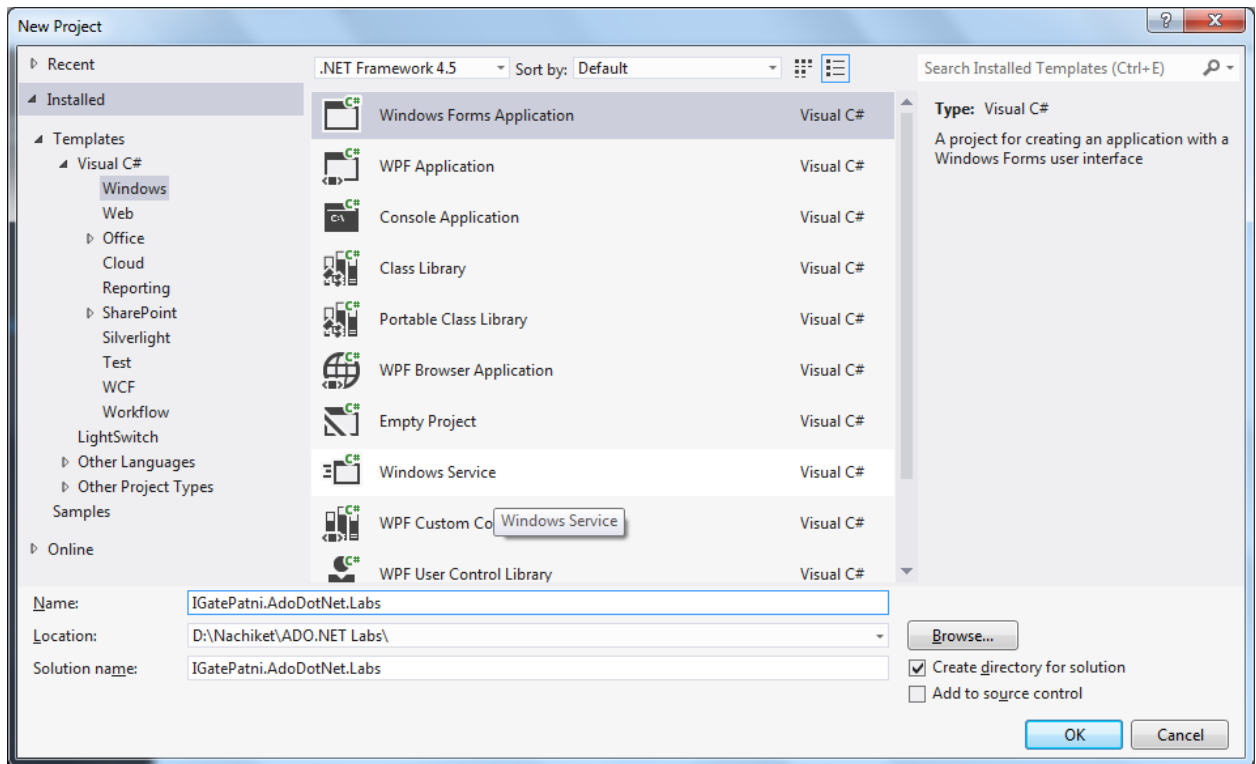 New Project
Recent
Installed
Templates
Visual C#
Windows
Web
Office
Cloud
Reporting
SharePoint
Silverlight
Test
WCF
Workflow
LightSwitch
Other Languages
Other Project Types
Samples
Online
.NET Framework 4.5 Sort by: Default
Windows Forms Application Visual C#
WPF Application Visual C#
Console Application Visual C#
Class Library Visual C#
Portable Class Library Visual C#
WPF Browser Application Visual C#
Empty Project Visual C#
Windows Service Visual C#
WPF Custom Co Visual C#
Windows Service
WPF User Control Library Visual C#
Search Installed Templates (Ctrl+E)
Type: Visual C#
A project for creating an application with a
Windows Forms user interface
Name: IGatePatni.AdoDotNet.Labs
Location: D:\Nachiket\ADO.NET Labs\
Solution name: IGatePatni.AdoDotNet.Labs
Browse...
Create directory for solution
Add to source control
OK Cancel